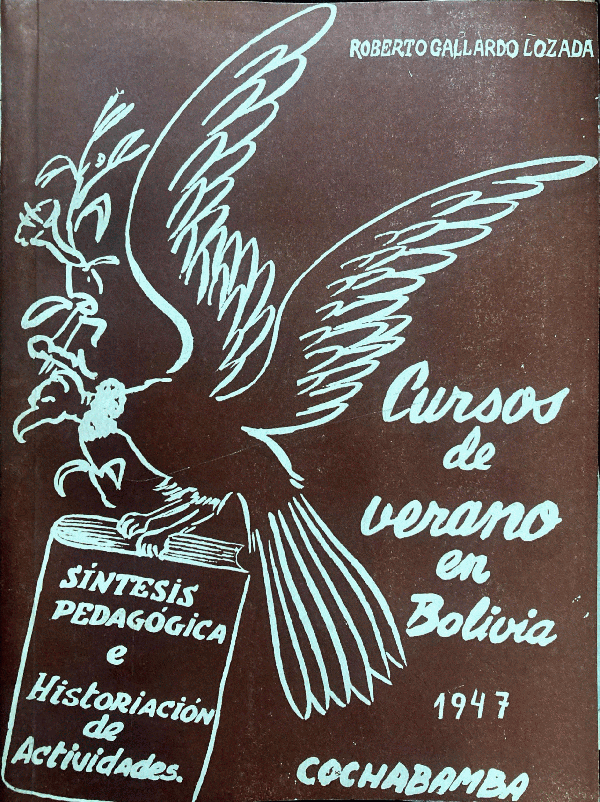 ROBERTO GALLARDO LOZADA
Cursos
de
verano
en
Bolivia
1947
COCHABAMBA
SÍNTESIS
PEDAGÓGICA
e
HISTORIACIÓN
de
ACTIVIDADES.